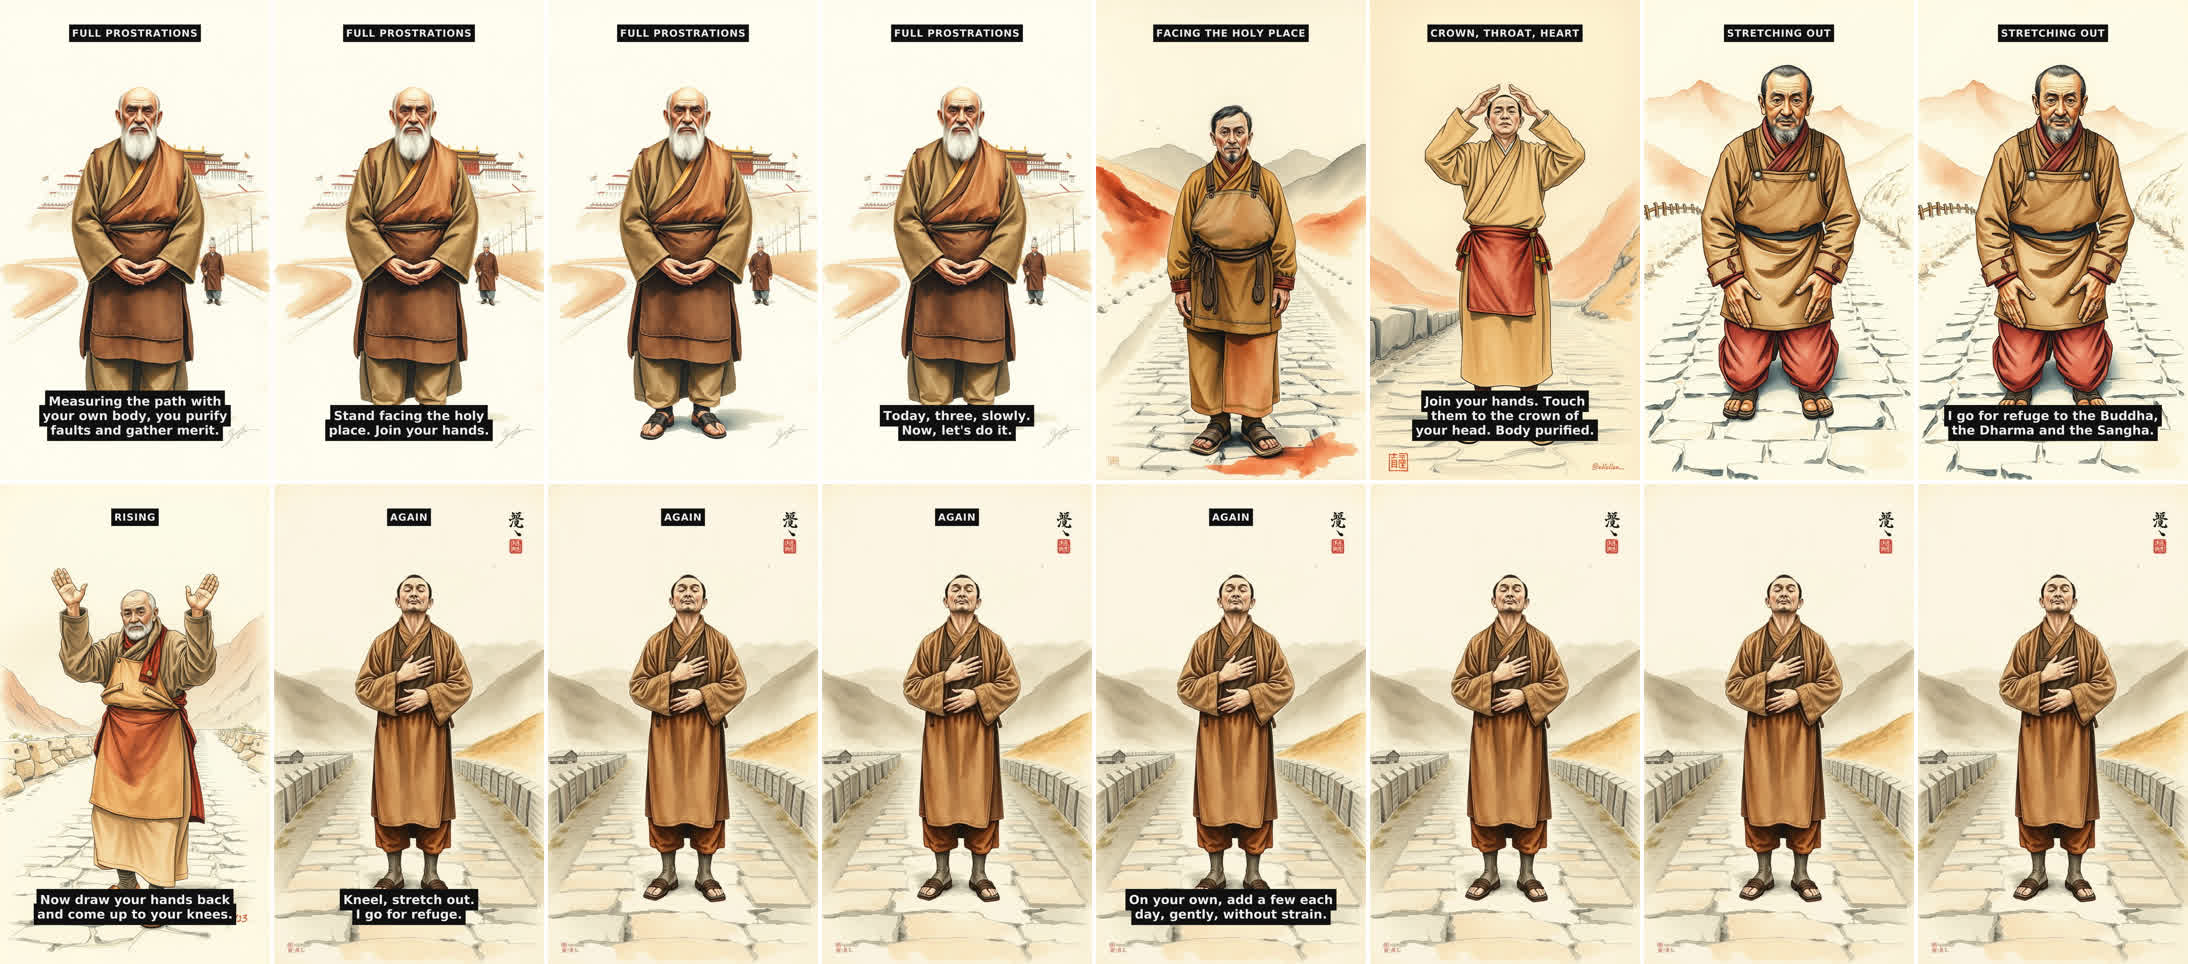 FULL PROSTRATIONS
Measuring the path with
your own body, you purify
faults and gather merit.
FULL PROSTRATIONS
Stand facing the holy
place. Join your hands.
FULL PROSTRATIONS
FULL PROSTRATIONS
Today, three, slowly.
Now, let's do it.
FACING THE HOLY PLACE
CROWN, THROAT, HEART
Join your hands. Touch
them to the crown of
your head. Body purified.
STRETCHING OUT
STRETCHING OUT
I go for refuge to the Buddha,
the Dharma and the Sangha.
RISING
Now draw your hands back
and come up to your knees.
AGAIN
Kneel, stretch out.
I go for refuge.
AGAIN
AGAIN
AGAIN
On your own, add a few each
day, gently, without strain.